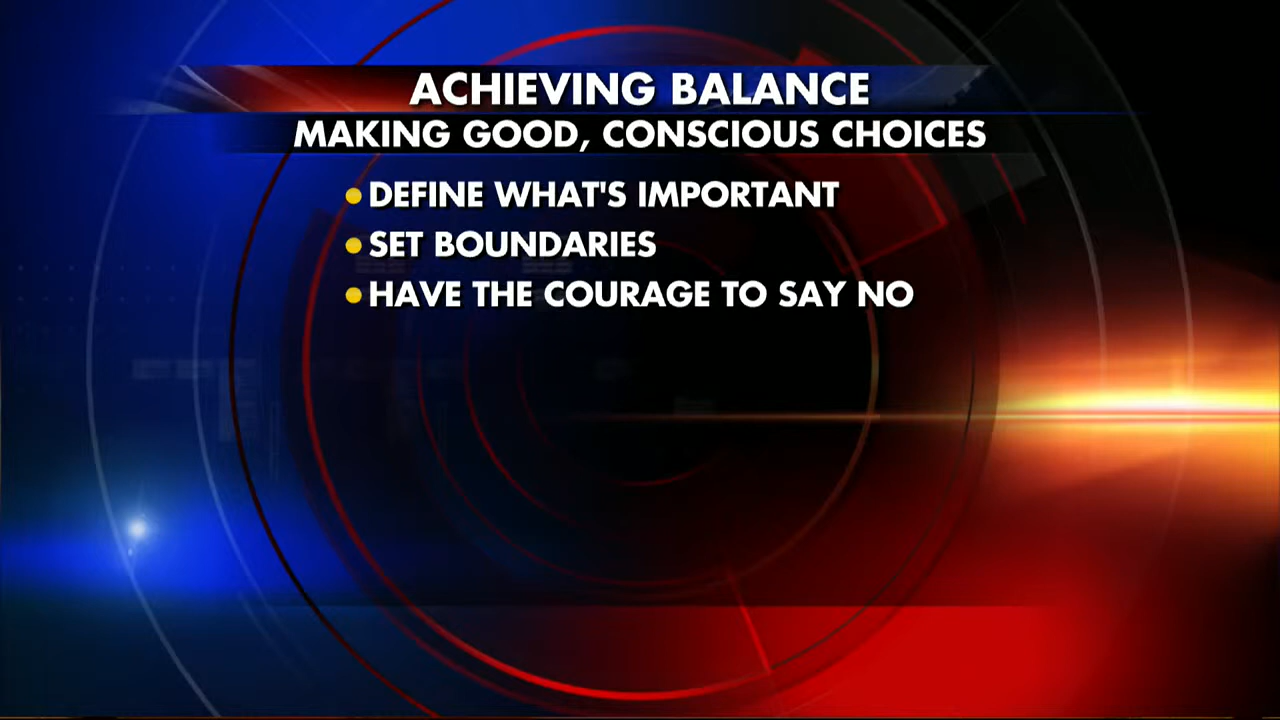 ACHIEVING BALANCE
MAKING GOOD, CONSCIOUS CHOICES
DEFINE WHAT'S IMPORTANT
SET BOUNDARIES
HAVE THE COURAGE TO SAY NO